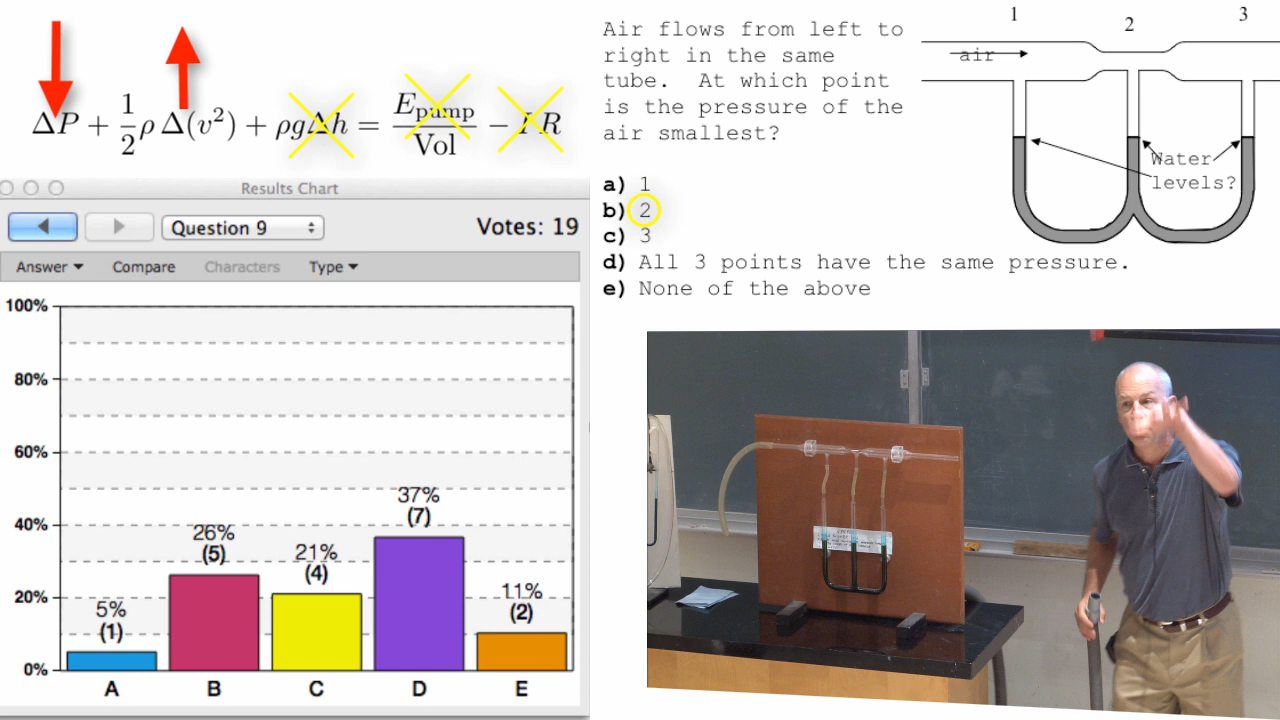 ΔP + 1/2 ρ Δ(v²) + ρgΔh = E_pump/Vol − IR
Results Chart
Question 9
Votes: 19
Answer
Compare
Characters
Type
100%
80%
60%
40%
20%
0%
5%
(1)
26%
(5)
21%
(4)
37%
(7)
11%
(2)
A
B
C
D
E
Air flows from left to
right in the same
tube. At which point
is the pressure of the
air smallest?
a) 1
b) 2
c) 3
d) All 3 points have the same pressure.
e) None of the above
1
2
3
air
Water
levels?